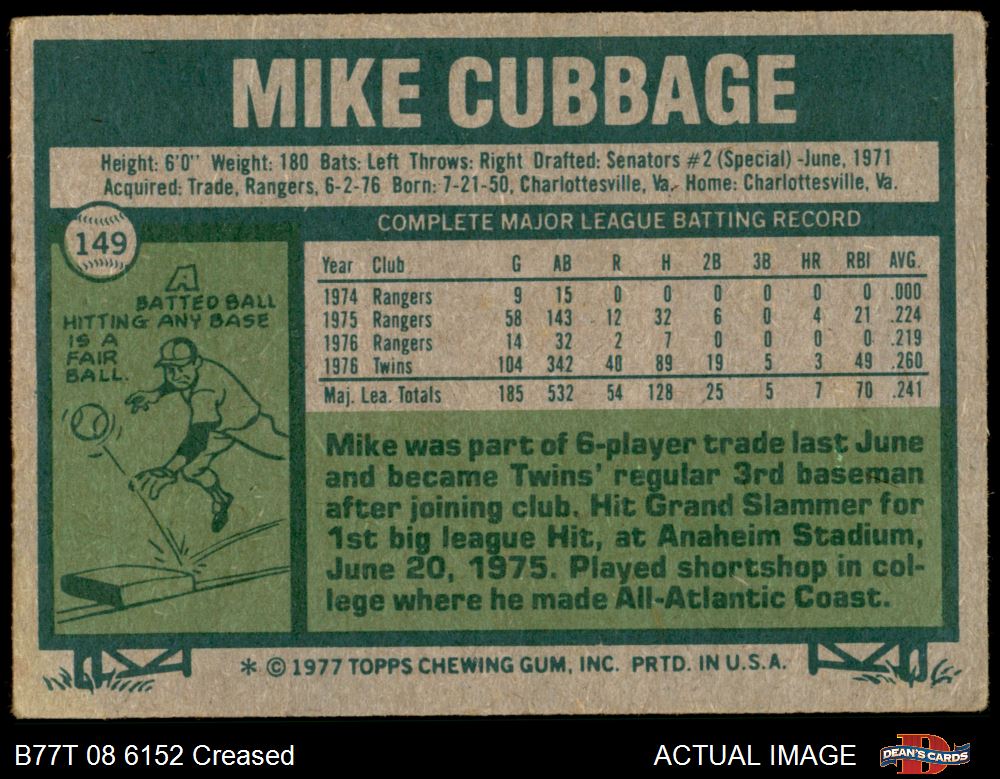 MIKE CUBBAGE
Height: 6'0" Weight: 180 Bats: Left Throws: Right Drafted: Senators #2 (Special) -June, 1971
Acquired: Trade, Rangers, 6-2-76 Born: 7-21-50, Charlottesville, Va. Home: Charlottesville, Va.
149
A
BATTED BALL
HITTING ANY BASE
IS A
FAIR
BALL.
COMPLETE MAJOR LEAGUE BATTING RECORD
Year Club G AB R H 2B 3B HR RBI AVG.
1974 Rangers 9 15 0 0 0 0 0 0 .000
1975 Rangers 58 143 12 32 6 0 4 21 .224
1976 Rangers 14 32 2 7 0 0 0 0 .219
1976 Twins 104 342 40 89 19 5 3 49 .260
Maj. Lea. Totals 185 532 54 128 25 5 7 70 .241
Mike was part of 6-player trade last June
and became Twins' regular 3rd baseman
after joining club. Hit Grand Slammer for
1st big league Hit, at Anaheim Stadium,
June 20, 1975. Played shortshop in col-
lege where he made All-Atlantic Coast.
* © 1977 TOPPS CHEWING GUM, INC. PRTD. IN U.S.A.
B77T 08 6152 Creased
ACTUAL IMAGE
DEAN'S CARDS